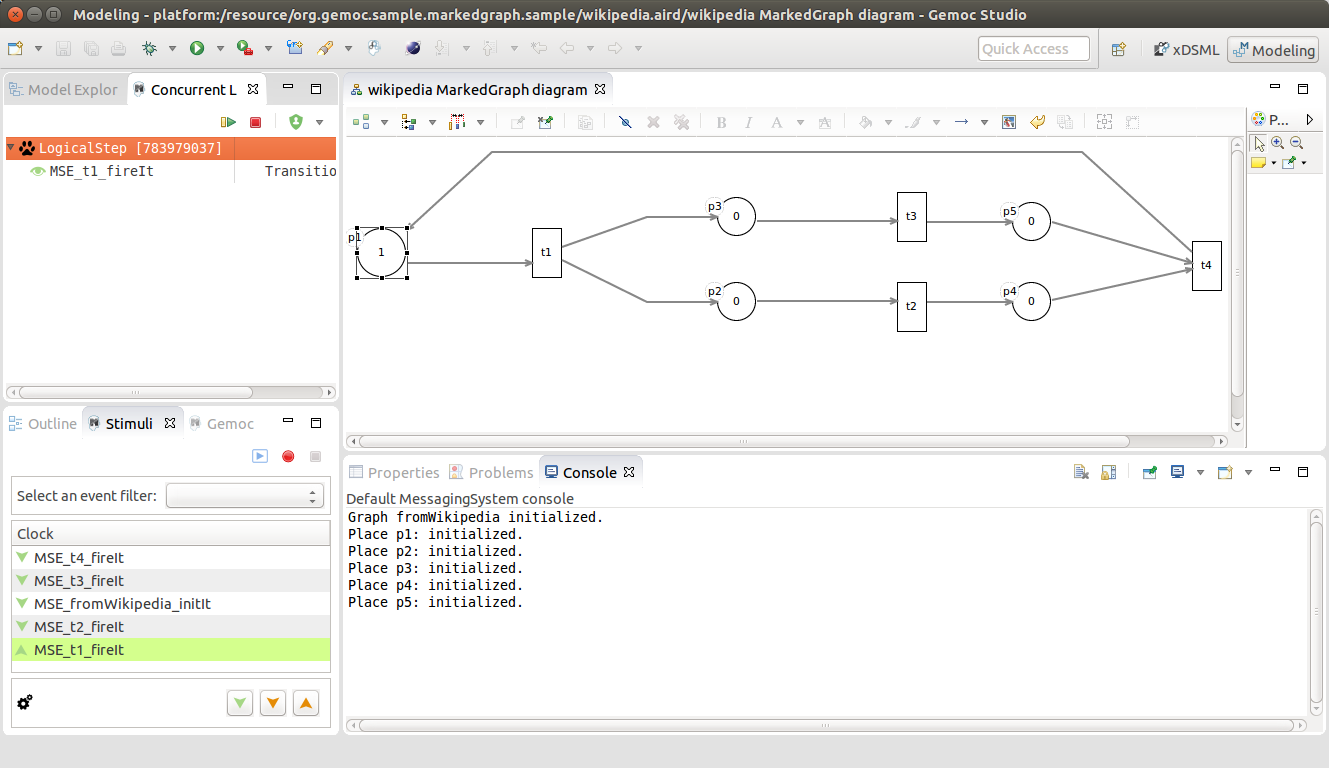 Modeling - platform:/resource/org.gemoc.sample.markedgraph.sample/wikipedia.aird/wikipedia MarkedGraph diagram - Gemoc Studio
Quick Access
xDSML
Modeling
Model Explor
Concurrent L
LogicalStep [783979037]
MSE_t1_fireIt Transitio
wikipedia MarkedGraph diagram
B I A A
P...
p1
1
t1
p3
0
t3
p5
0
t4
p2
0
t2
p4
0
Outline
Stimuli
Gemoc
Select an event filter:
Clock
MSE_t4_fireIt
MSE_t3_fireIt
MSE_fromWikipedia_initIt
MSE_t2_fireIt
MSE_t1_fireIt
Properties
Problems
Console
Default MessagingSystem console
Graph fromWikipedia initialized.
Place p1: initialized.
Place p2: initialized.
Place p3: initialized.
Place p4: initialized.
Place p5: initialized.